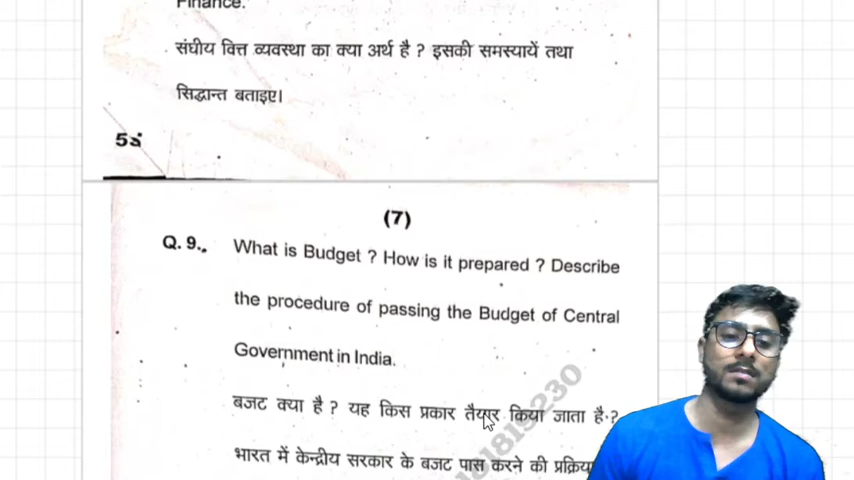 Finance.
संघीय वित्त व्यवस्था का क्या अर्थ है ? इसकी समस्यायें तथा
सिद्धान्त बताइए।
(7)
Q. 9. What is Budget ? How is it prepared ? Describe
the procedure of passing the Budget of Central
Government in India.
बजट क्या है ? यह किस प्रकार तैयार किया जाता है ?
भारत में केन्द्रीय सरकार के बजट पास करने की प्रक्रिया